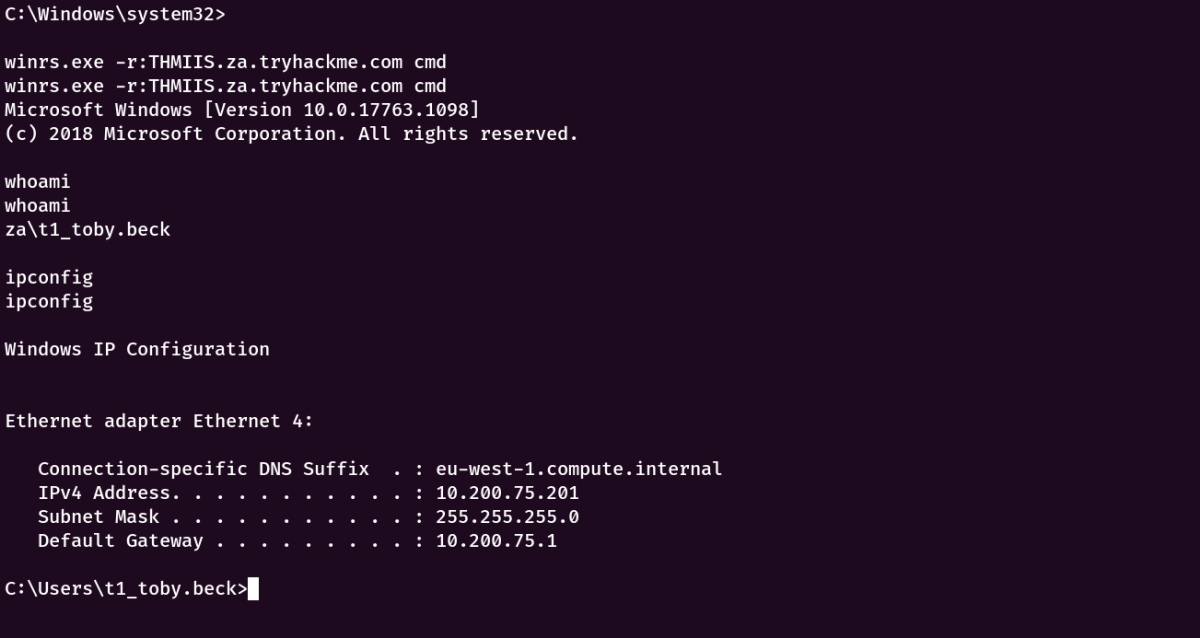 C:\Windows\system32>
winrs.exe -r:THMIIS.za.tryhackme.com cmd
winrs.exe -r:THMIIS.za.tryhackme.com cmd
Microsoft Windows [Version 10.0.17763.1098]
(c) 2018 Microsoft Corporation. All rights reserved.
whoami
whoami
za\t1_toby.beck
ipconfig
ipconfig
Windows IP Configuration
Ethernet adapter Ethernet 4:
   Connection-specific DNS Suffix  . : eu-west-1.compute.internal
   IPv4 Address. . . . . . . . . . . : 10.200.75.201
   Subnet Mask . . . . . . . . . . . : 255.255.255.0
   Default Gateway . . . . . . . . . : 10.200.75.1
C:\Users\t1_toby.beck>